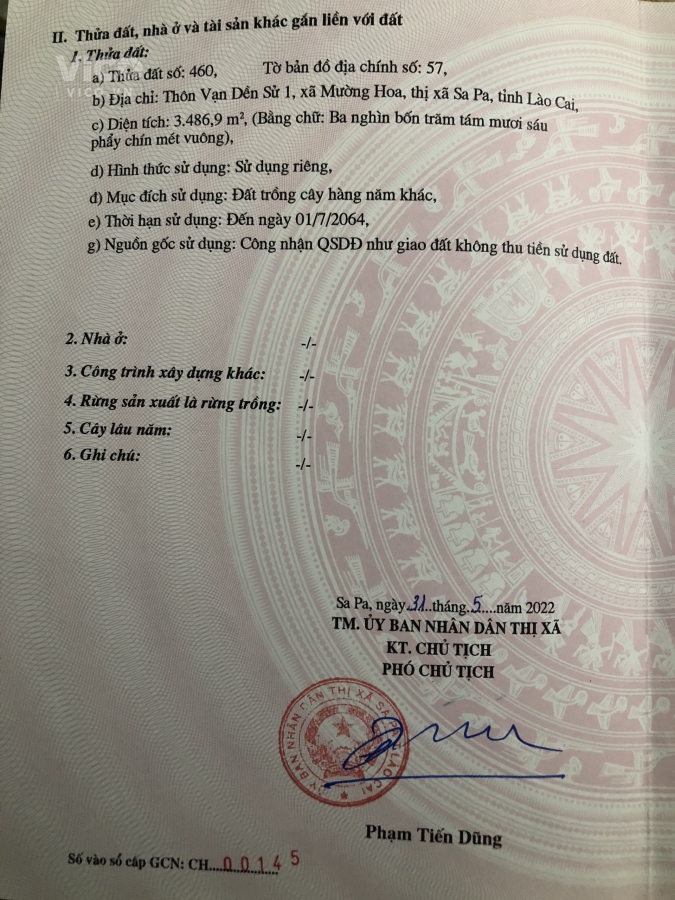 II. Thửa đất, nhà ở và tài sản khác gắn liền với đất
1. Thửa đất:
a) Thửa đất số: 460, Tờ bản đồ địa chính số: 57,
b) Địa chỉ: Thôn Vạn Dền Sử 1, xã Mường Hoa, thị xã Sa Pa, tỉnh Lào Cai,
c) Diện tích: 3.486,9 m², (Bằng chữ: Ba nghìn bốn trăm tám mươi sáu
phẩy chín mét vuông),
d) Hình thức sử dụng: Sử dụng riêng,
đ) Mục đích sử dụng: Đất trồng cây hàng năm khác,
e) Thời hạn sử dụng: Đến ngày 01/7/2064,
g) Nguồn gốc sử dụng: Công nhận QSDĐ như giao đất không thu tiền sử dụng đất.
2. Nhà ở: -/-
3. Công trình xây dựng khác: -/-
4. Rừng sản xuất là rừng trồng: -/-
5. Cây lâu năm: -/-
6. Ghi chú: -/-
Sa Pa, ngày 31 tháng 5 năm 2022
TM. ỦY BAN NHÂN DÂN THỊ XÃ
KT. CHỦ TỊCH
PHÓ CHỦ TỊCH
Phạm Tiến Dũng
Số vào sổ cấp GCN: CH 00145